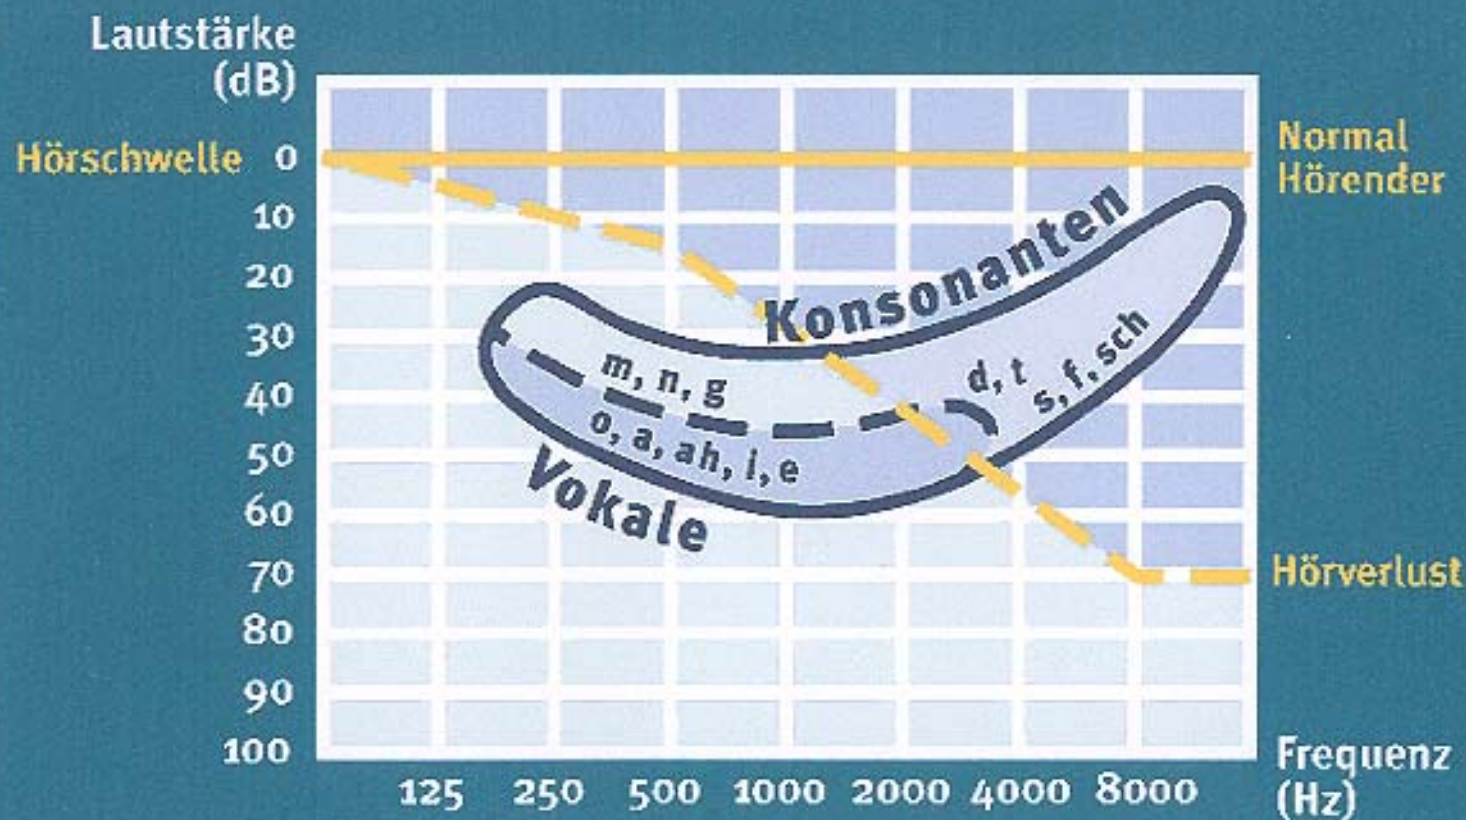 Lautstärke
(dB)
Hörschwelle 0
10
20
30
40
50
60
70
80
90
100
Normal
Hörender
Konsonanten
m, n, g
d, t
s, f, sch
o, a, ah, i, e
Vokale
Hörverlust
125 250 500 1000 2000 4000 8000
Frequenz
(Hz)